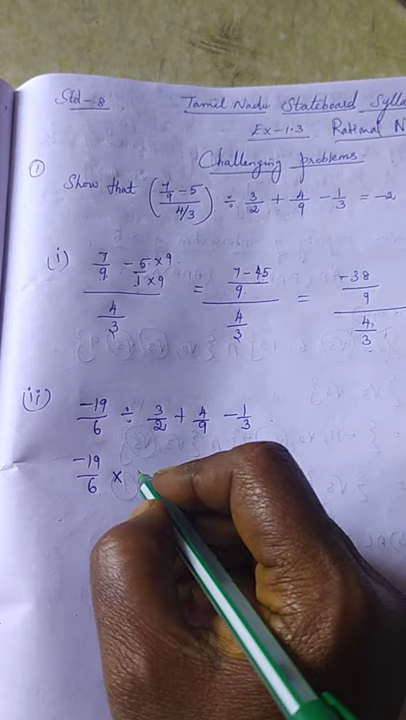 Std-8 Tamil Nadu Stateboard
Ex-1.3 Rational
Challenging problems.
① Show that ((7/9 - 5)/(4/3)) ÷ 3/2 + 4/9 - 1/3 = -2
(i) (7/9 - 5×9/1×9)/(4/3) = ((7-45)/9)/(4/3) = (-38/9)/(4/3)
(ii) -19/6 ÷ 3/2 + 4/9 - 1/3
-19/6 ×